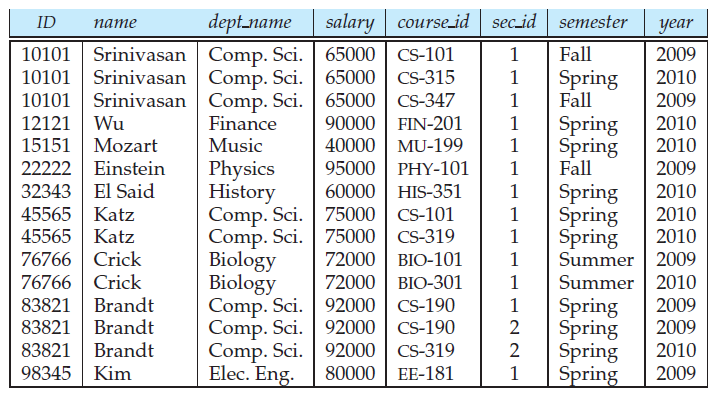 ID name dept_name salary course_id sec_id semester year
10101 Srinivasan Comp. Sci. 65000 CS-101 1 Fall 2009
10101 Srinivasan Comp. Sci. 65000 CS-315 1 Spring 2010
10101 Srinivasan Comp. Sci. 65000 CS-347 1 Fall 2009
12121 Wu Finance 90000 FIN-201 1 Spring 2010
15151 Mozart Music 40000 MU-199 1 Spring 2010
22222 Einstein Physics 95000 PHY-101 1 Fall 2009
32343 El Said History 60000 HIS-351 1 Spring 2010
45565 Katz Comp. Sci. 75000 CS-101 1 Spring 2010
45565 Katz Comp. Sci. 75000 CS-319 1 Spring 2010
76766 Crick Biology 72000 BIO-101 1 Summer 2009
76766 Crick Biology 72000 BIO-301 1 Summer 2010
83821 Brandt Comp. Sci. 92000 CS-190 1 Spring 2009
83821 Brandt Comp. Sci. 92000 CS-190 2 Spring 2009
83821 Brandt Comp. Sci. 92000 CS-319 2 Spring 2010
98345 Kim Elec. Eng. 80000 EE-181 1 Spring 2009